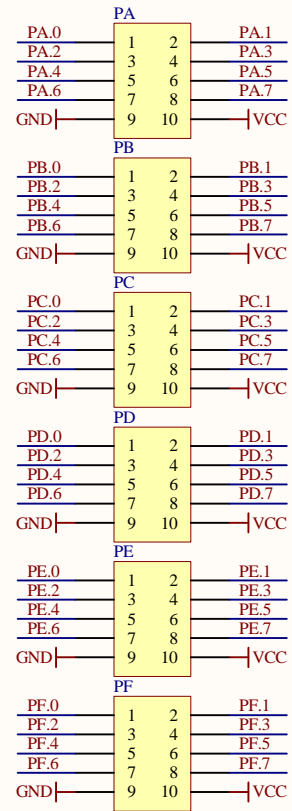 PA
PA.0 1 2 PA.1
PA.2 3 4 PA.3
PA.4 5 6 PA.5
PA.6 7 8 PA.7
GND 9 10 VCC
PB
PB.0 1 2 PB.1
PB.2 3 4 PB.3
PB.4 5 6 PB.5
PB.6 7 8 PB.7
GND 9 10 VCC
PC
PC.0 1 2 PC.1
PC.2 3 4 PC.3
PC.4 5 6 PC.5
PC.6 7 8 PC.7
GND 9 10 VCC
PD
PD.0 1 2 PD.1
PD.2 3 4 PD.3
PD.4 5 6 PD.5
PD.6 7 8 PD.7
GND 9 10 VCC
PE
PE.0 1 2 PE.1
PE.2 3 4 PE.3
PE.4 5 6 PE.5
PE.6 7 8 PE.7
GND 9 10 VCC
PF
PF.0 1 2 PF.1
PF.2 3 4 PF.3
PF.4 5 6 PF.5
PF.6 7 8 PF.7
GND 9 10 VCC